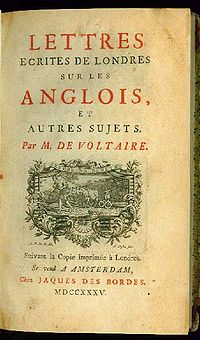 LETTRES
ECRITES DE LONDRES
SUR LES
ANGLOIS,
ET
AUTRES SUJETS.
Par M. DE VOLTAIRE.
Suivant la Copie Imprimée à Londres.
Se vend A AMSTERDAM,
Chez JAQUES DES BORDES.
MDCCXXXV.